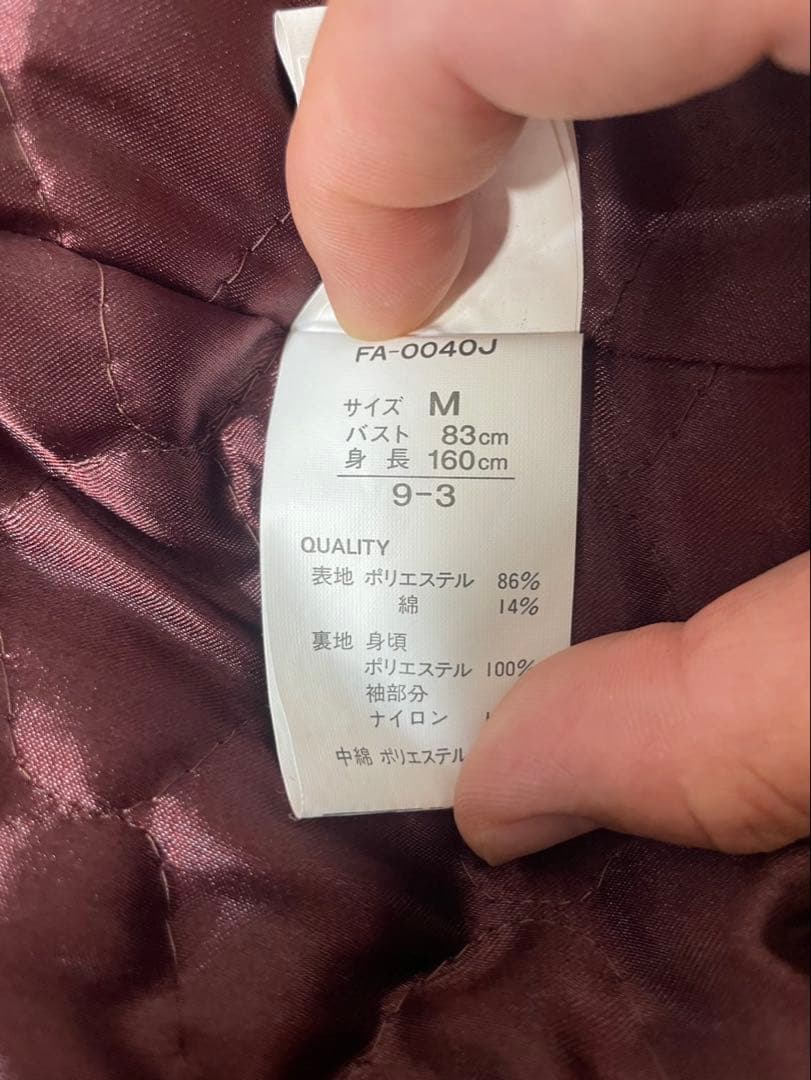 FA-0040J
サイズ M
バスト 83cm
身長 160cm
9-3
QUALITY
表地 ポリエステル 86%
綿 14%
裏地 身頃
ポリエステル 100%
袖部分
ナイロン
中綿 ポリエステル